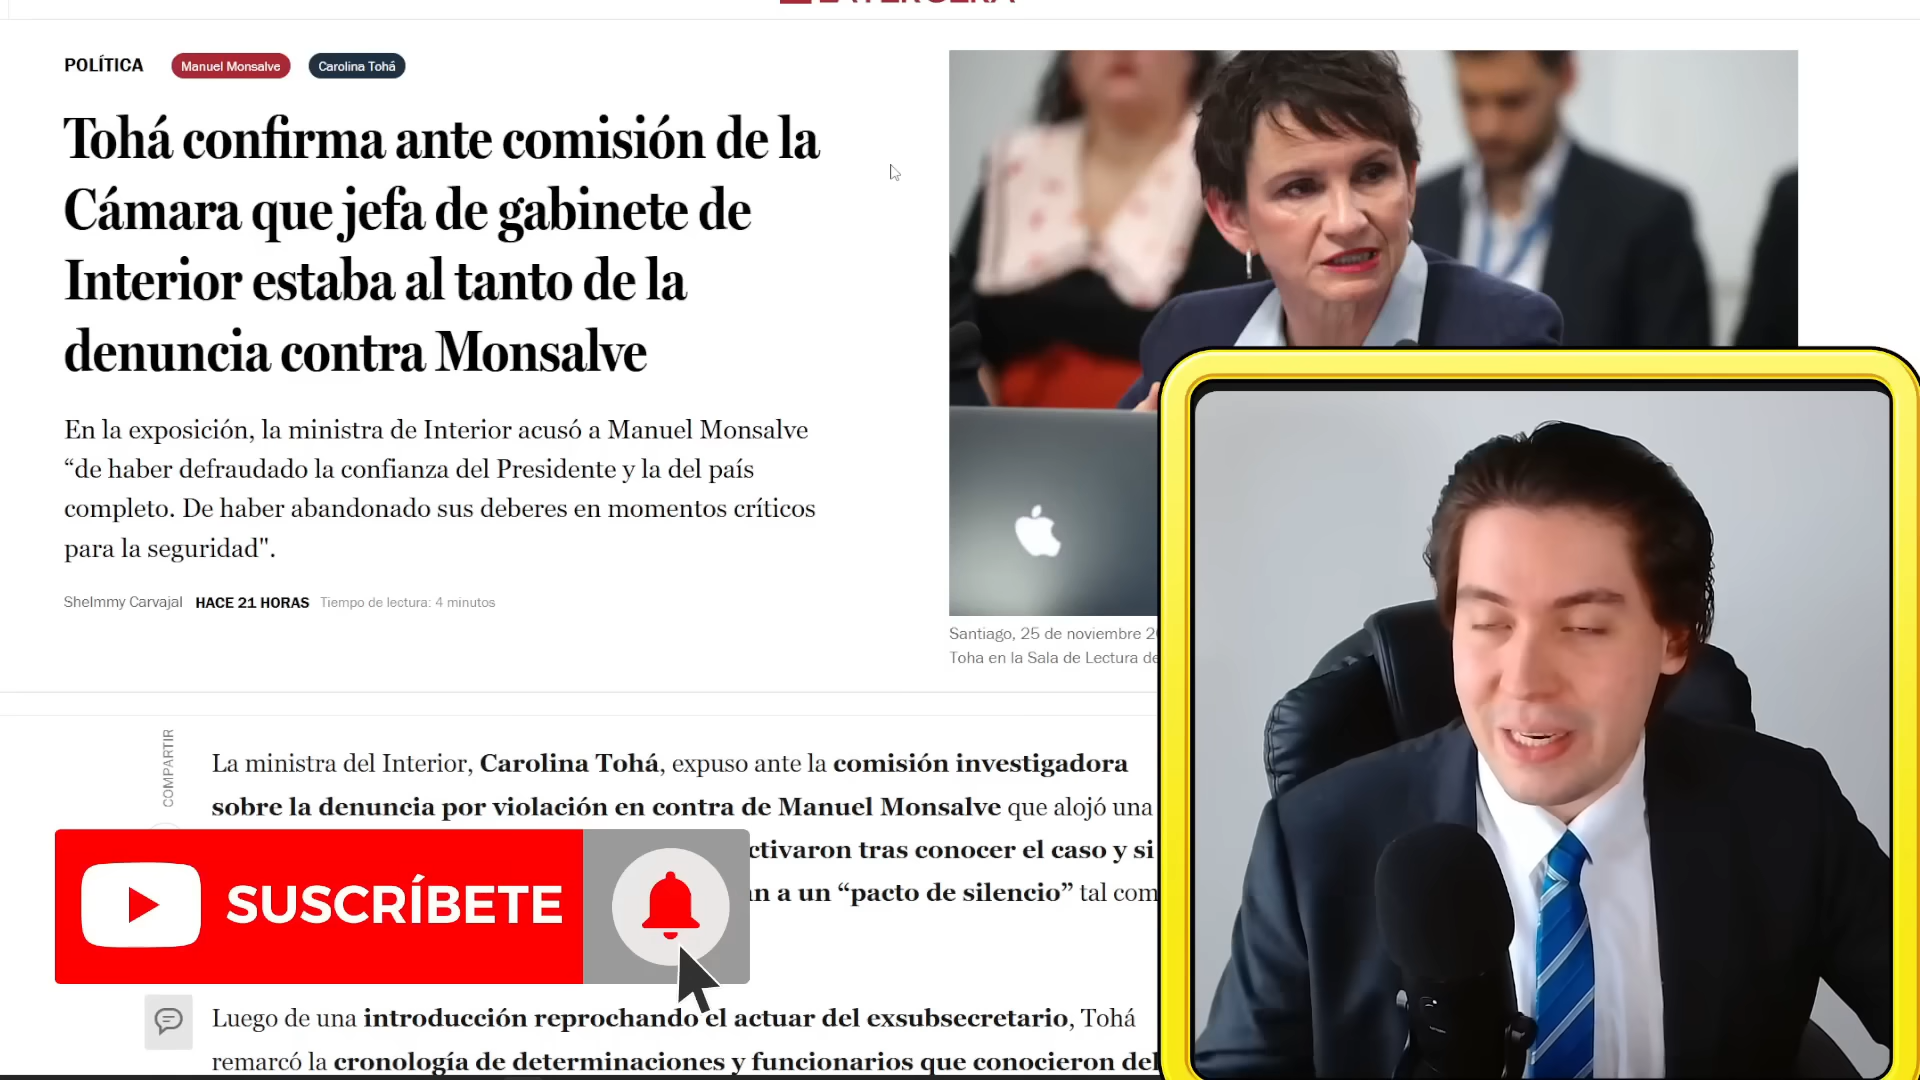 LA TERCERA
POLÍTICA Manuel Monsalve Carolina Tohá
Tohá confirma ante comisión de la
Cámara que jefa de gabinete de
Interior estaba al tanto de la
denuncia contra Monsalve
En la exposición, la ministra de Interior acusó a Manuel Monsalve
“de haber defraudado la confianza del Presidente y la del país
completo. De haber abandonado sus deberes en momentos críticos
para la seguridad".
Shelmmy Carvajal HACE 21 HORAS Tiempo de lectura: 4 minutos
Santiago, 25 de noviembre 2
Toha en la Sala de Lectura de
COMPARTIR
La ministra del Interior, Carolina Tohá, expuso ante la comisión investigadora
sobre la denuncia por violación en contra de Manuel Monsalve que alojó una
ctivaron tras conocer el caso y si
n a un “pacto de silencio” tal com
SUSCRÍBETE
Luego de una introducción reprochando el actuar del exsubsecretario, Tohá
remarcó la cronología de determinaciones y funcionarios que conocieron del